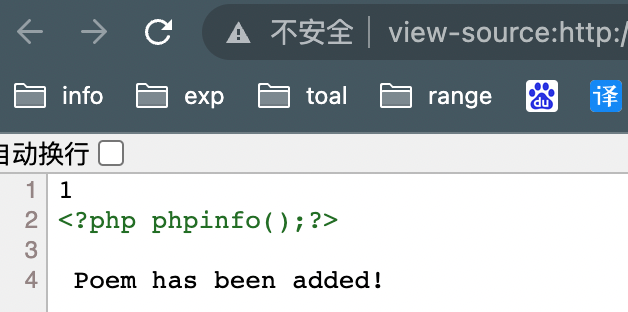 不安全 view-source:http:/
info exp toal range du 译
自动换行
1 1
2 <?php phpinfo();?>
3
4 Poem has been added!